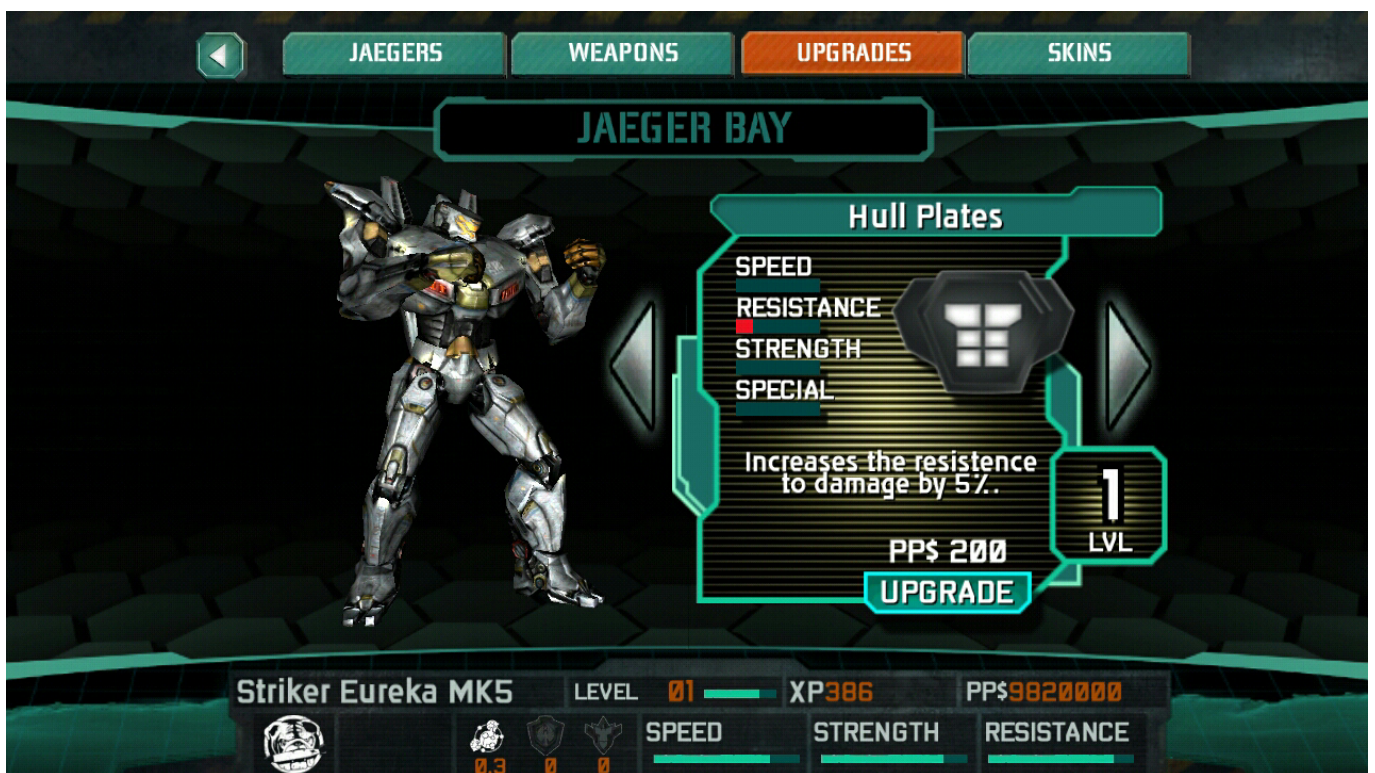 JAEGERS
WEAPONS
UPGRADES
SKINS
JAEGER BAY
Hull Plates
SPEED
RESISTANCE
STRENGTH
SPECIAL
Increases the resistence
to damage by 5%.
PP$ 200
UPGRADE
1
LVL
Striker Eureka MK5
LEVEL 01
XP386
PP$9820000
0.3
0
0
SPEED
STRENGTH
RESISTANCE